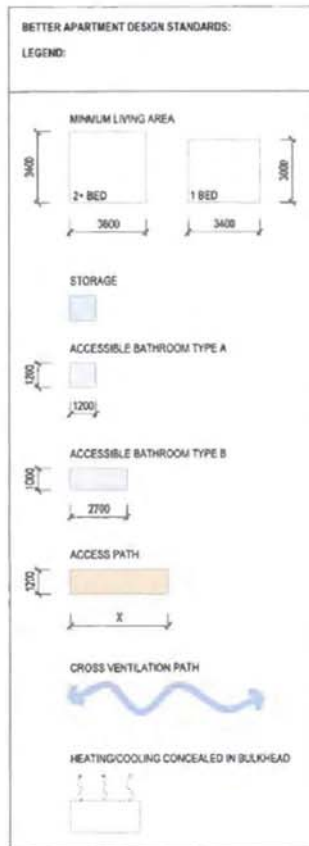 BETTER APARTMENT DESIGN STANDARDS:
LEGEND:
MINIMUM LIVING AREA
3600
2+ BED
3600
1 BED
3400
3000
STORAGE
ACCESSIBLE BATHROOM TYPE A
1200
1200
ACCESSIBLE BATHROOM TYPE B
1000
2700
ACCESS PATH
1200
X
CROSS VENTILATION PATH
HEATING/COOLING CONCEALED IN BULKHEAD